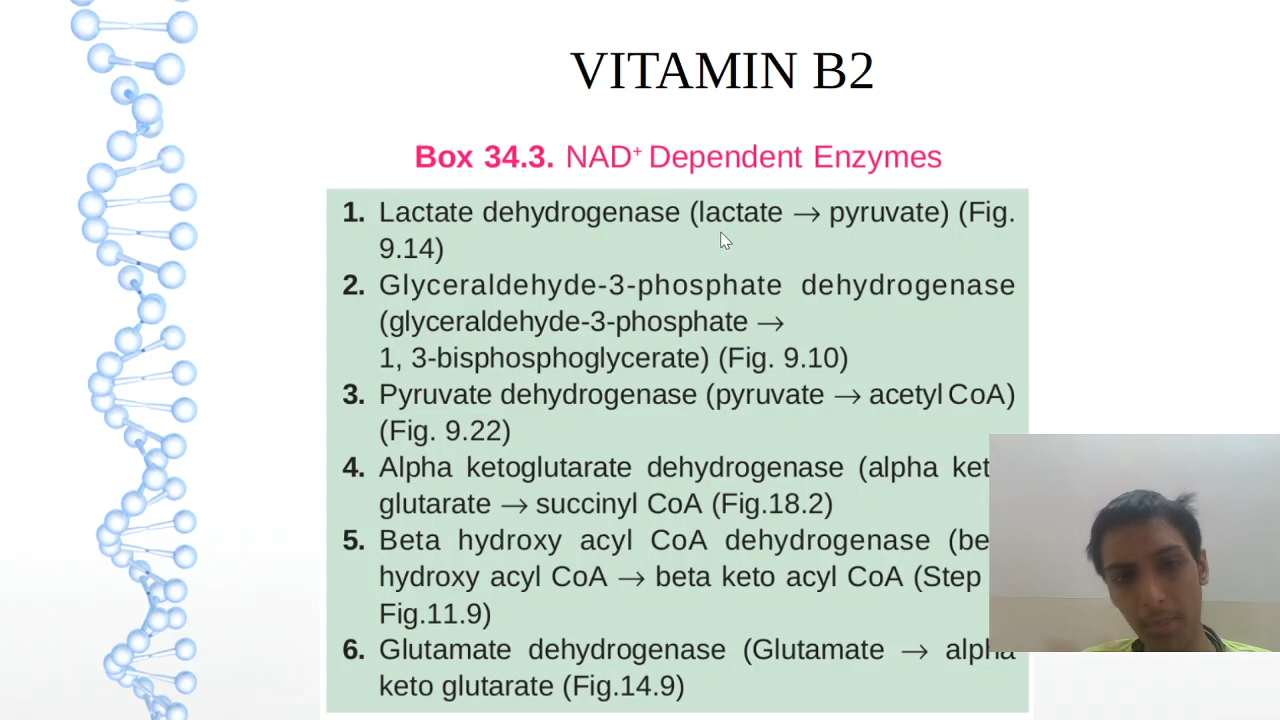 VITAMIN B2
Box 34.3. NAD+ Dependent Enzymes
1. Lactate dehydrogenase (lactate → pyruvate) (Fig.
9.14)
2. Glyceraldehyde-3-phosphate dehydrogenase
(glyceraldehyde-3-phosphate →
1, 3-bisphosphoglycerate) (Fig. 9.10)
3. Pyruvate dehydrogenase (pyruvate → acetyl CoA)
(Fig. 9.22)
4. Alpha ketoglutarate dehydrogenase (alpha ket
glutarate → succinyl CoA (Fig.18.2)
5. Beta hydroxy acyl CoA dehydrogenase (be
hydroxy acyl CoA → beta keto acyl CoA (Step
Fig.11.9)
6. Glutamate dehydrogenase (Glutamate → alpha
keto glutarate (Fig.14.9)